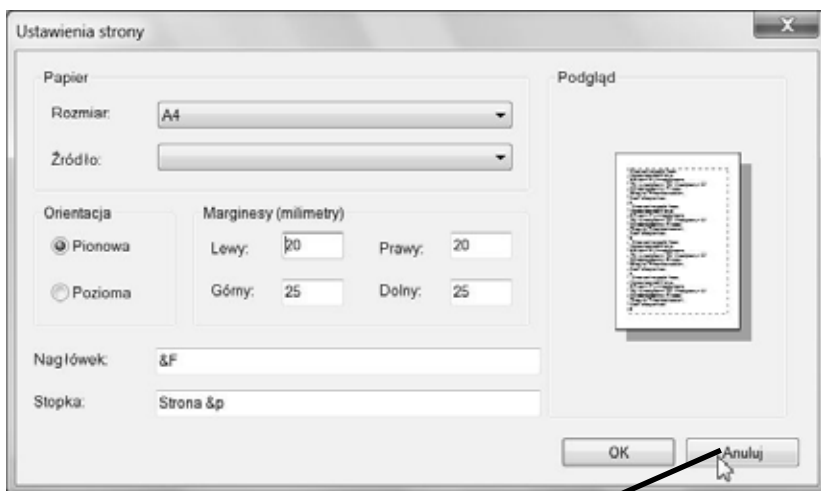 Ustawienia strony
Papier
Rozmiar: A4
Źródło:
Orientacja
Pionowa
Pozioma
Marginesy (milimetry)
Lewy: 20 Prawy: 20
Górny: 25 Dolny: 25
Nagłówek: &F
Stopka: Strona &p
Podgląd
OK Anuluj